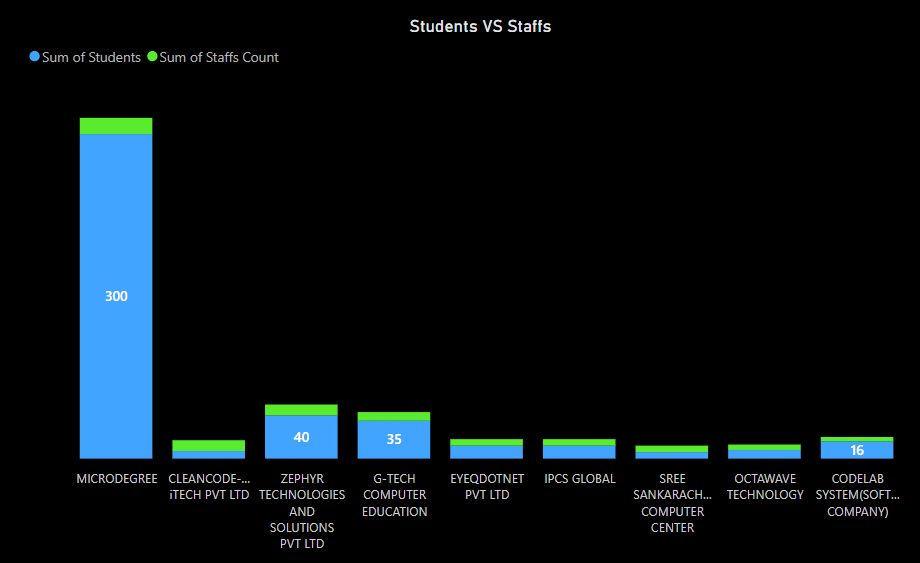 Students VS Staffs
Sum of Students Sum of Staffs Count
300
40
35
16
MICRODEGREE
CLEANCODE-...
iTECH PVT LTD
ZEPHYR
TECHNOLOGIES
AND
SOLUTIONS
PVT LTD
G-TECH
COMPUTER
EDUCATION
EYEQDOTNET
PVT LTD
IPCS GLOBAL
SREE
SANKARACH...
COMPUTER
CENTER
OCTAWAVE
TECHNOLOGY
CODELAB
SYSTEM(SOFT...
COMPANY)